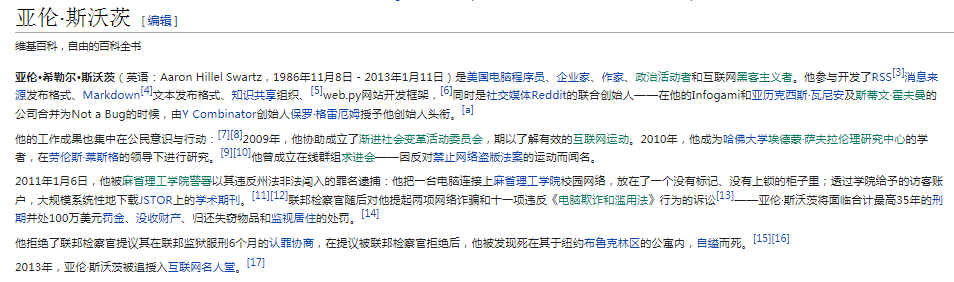 亚伦·斯沃茨 [编辑]
维基百科，自由的百科全书
亚伦·希勒尔·斯沃茨（英语：Aaron Hillel Swartz，1986年11月8日－2013年1月11日）是美国电脑程序员、企业家、作家、政治活动者和互联网黑客主义者。他参与开发了RSS[3]消息来
源发布格式、Markdown[4]文本发布格式、知识共享组织、[5]web.py网站开发框架，[6]同时是社交媒体Reddit的联合创始人——在他的Infogami和亚历克西斯·瓦尼安及斯蒂文·霍夫曼的
公司合并为Not a Bug的时候，由Y Combinator创始人保罗·格雷厄姆授予他创始人头衔。[a]
他的工作成果也集中在公民意识与行动：[7][8]2009年，他协助成立了渐进社会变革活动委员会，期以了解有效的互联网运动。2010年，他成为哈佛大学埃德蒙·萨夫拉伦理研究中心的学
者，在劳伦斯·莱斯格的领导下进行研究。[9][10]他曾成立在线群组求进会——因反对禁止网络盗版法案的运动而闻名。
2011年1月6日，他被麻省理工学院警署以其违反州法非法闯入的罪名逮捕：他把一台电脑连接上麻省理工学院校园网络，放在了一个没有标记、没有上锁的柜子里；透过学院给予的访客账
户，大规模系统性地下载JSTOR上的学术期刊。[11][12]联邦检察官随后对他提起两项网络诈骗和十一项违反《电脑欺诈和滥用法》行为的诉讼[13]——亚伦·斯沃茨将面临合计最高35年的刑
期并处100万美元罚金、没收财产、归还失窃物品和监视居住的处罚。[14]
他拒绝了联邦检察官提议其在联邦监狱服刑6个月的认罪协商，在提议被联邦检察官拒绝后，他被发现死在其于纽约布鲁克林区的公寓内，自缢而死。[15][16]
2013年，亚伦·斯沃茨被追授入互联网名人堂。[17]